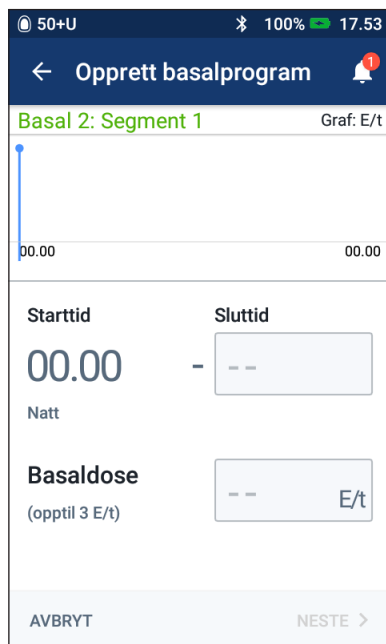 50+U 100% 17.53
Opprett basalprogram 1
Basal 2: Segment 1 Graf: E/t
00.00 00.00
Starttid Sluttid
00.00 - --
Natt
Basaldose
-- E/t
(opptil 3 E/t)
AVBRYT NESTE